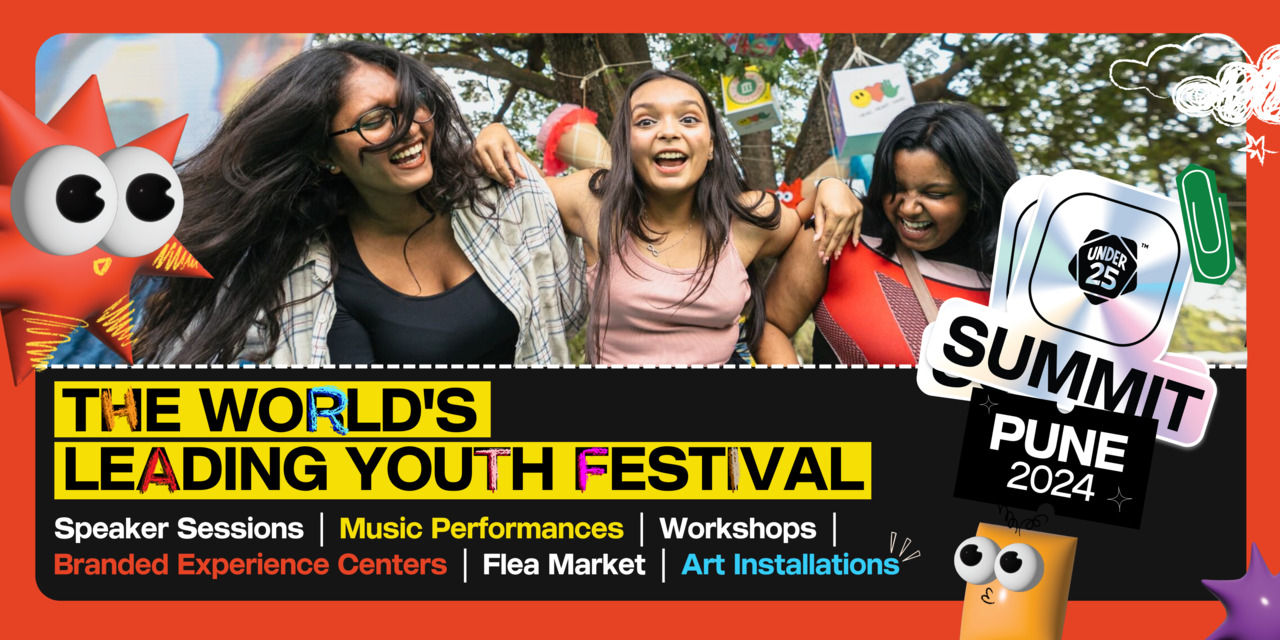 UNDER
25
™
SUMMIT
PUNE
2024
THE WORLD'S
LEADING YOUTH FESTIVAL
Speaker Sessions | Music Performances | Workshops |
Branded Experience Centers | Flea Market | Art Installations